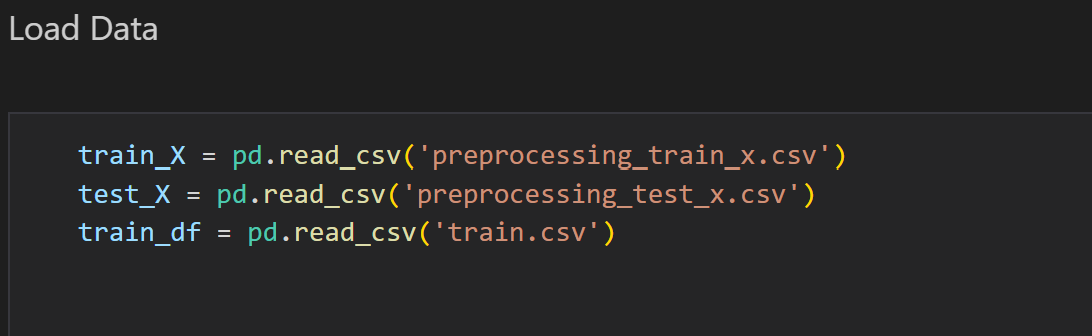 Load Data
train_X = pd.read_csv('preprocessing_train_x.csv')
test_X = pd.read_csv('preprocessing_test_x.csv')
train_df = pd.read_csv('train.csv')